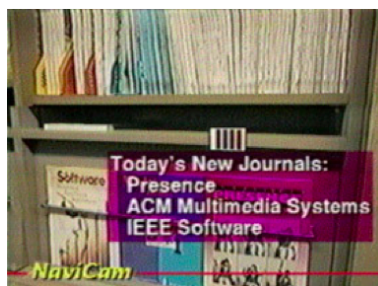 Today's New Journals:
Presence
ACM Multimedia Systems
IEEE Software
Software
NaviCam